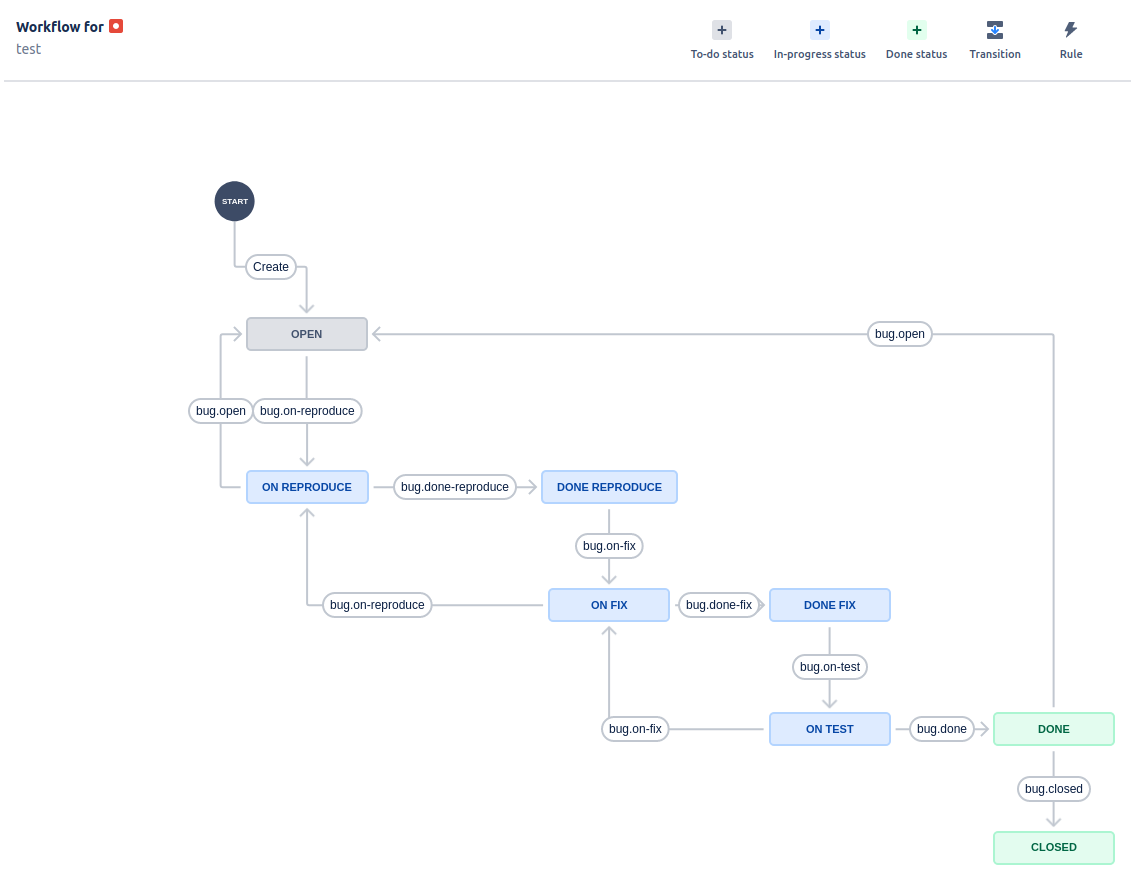 Workflow for
test
To-do status
In-progress status
Done status
Transition
Rule
START
Create
OPEN
bug.open
bug.open
bug.on-reproduce
ON REPRODUCE
bug.done-reproduce
DONE REPRODUCE
bug.on-fix
bug.on-reproduce
ON FIX
bug.done-fix
DONE FIX
bug.on-test
bug.on-fix
ON TEST
bug.done
DONE
bug.closed
CLOSED